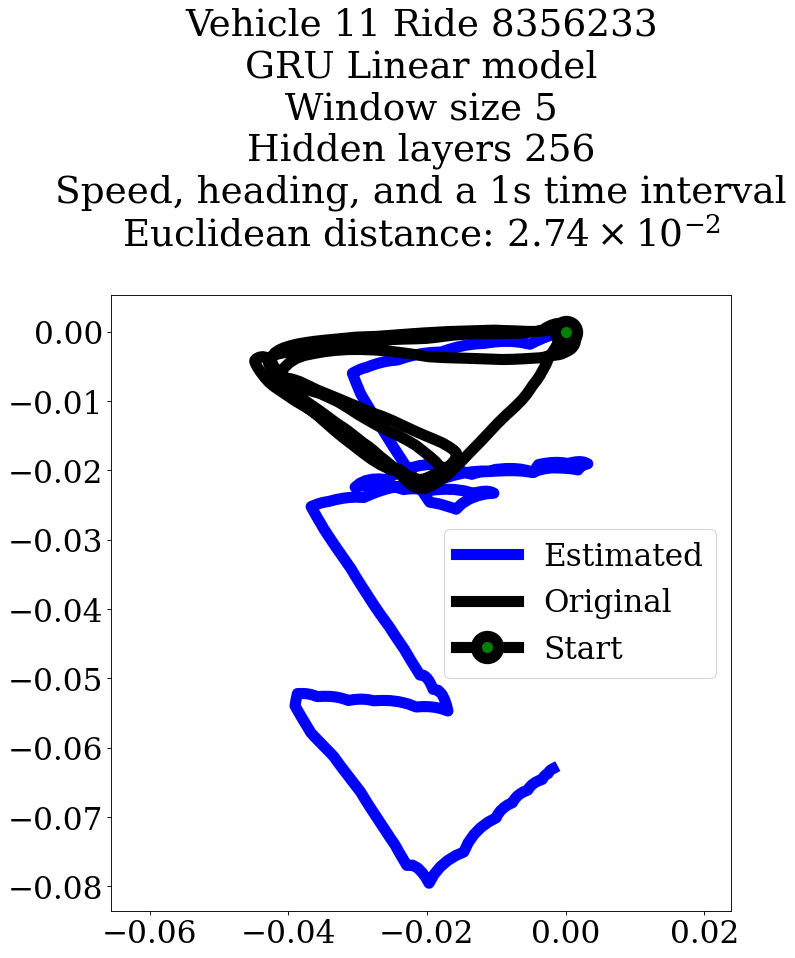 Vehicle 11 Ride 8356233
GRU Linear model
Window size 5
Hidden layers 256
Speed, heading, and a 1s time interval
Euclidean distance: 2.74 × 10⁻²
0.00
−0.01
−0.02
−0.03
−0.04
−0.05
−0.06
−0.07
−0.08
Estimated
Original
Start
−0.06 −0.04 −0.02 0.00 0.02